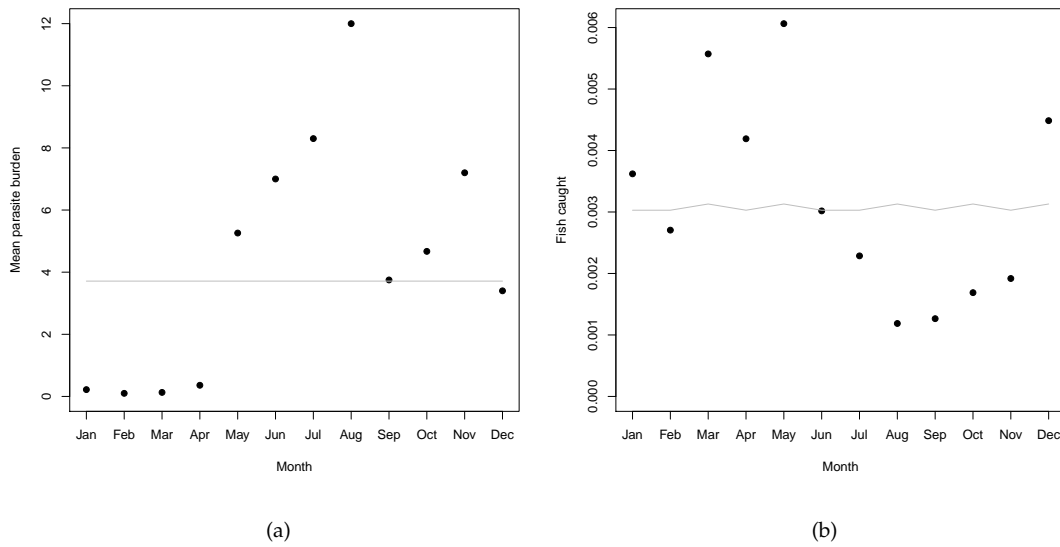 12
10
8
6
4
2
0
Mean parasite burden
Jan Feb Mar Apr May Jun Jul Aug Sep Oct Nov Dec
Month
(a)
0.006
0.005
0.004
0.003
0.002
0.001
0.000
Fish caught
Jan Feb Mar Apr May Jun Jul Aug Sep Oct Nov Dec
Month
(b)